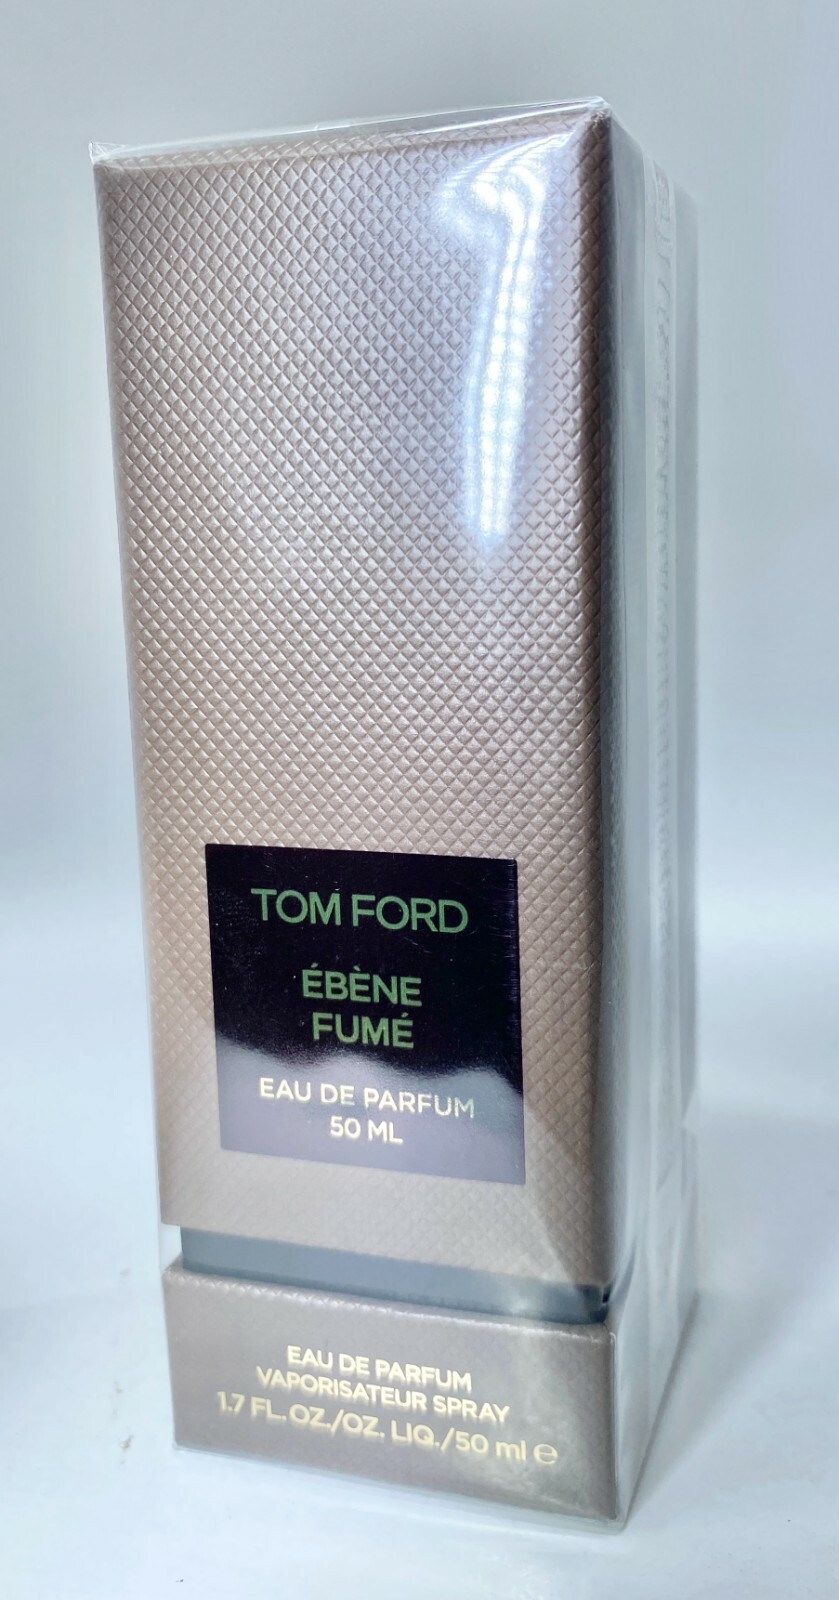 TOM FORD
ÉBÈNE
FUMÉ
EAU DE PARFUM
50 ML
EAU DE PARFUM
VAPORISATEUR SPRAY
1.7 FL.OZ./OZ. LIQ./50 ml ℮